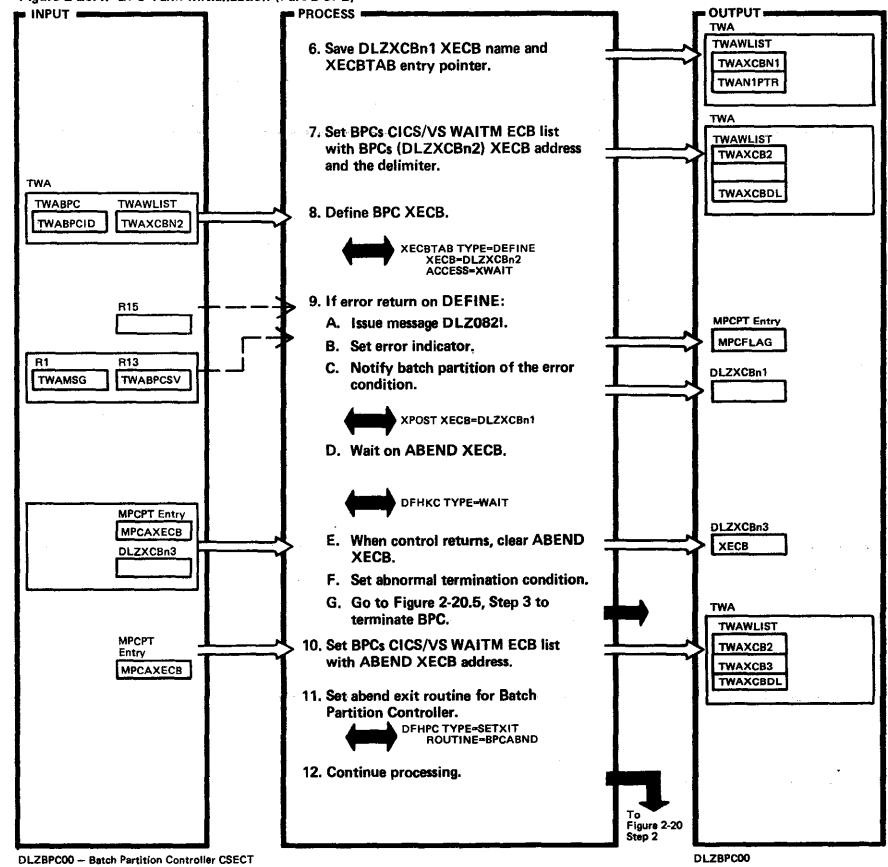 INPUT
TWA
TWABPC TWAWLIST
TWABPCID TWAXCBN2
R15
R1 R13
TWAMSG TWABPCSV
MPCPT Entry
MPCAXECB
DLZXCBn3
MPCPT
Entry
MPCAXECB
PROCESS
6. Save DLZXCBn1 XECB name and
XECBTAB entry pointer.
7. Set BPCs CICS/VS WAITM ECB list
with BPCs (DLZXCBn2) XECB address
and the delimiter.
8. Define BPC XECB.
XECBTAB TYPE=DEFINE
XECB=DLZXCBn2
ACCESS=XWAIT
9. If error return on DEFINE:
A. Issue message DLZ082I.
B. Set error indicator.
C. Notify batch partition of the error
condition.
XPOST XECB=DLZXCBn1
D. Wait on ABEND XECB.
DFHKC TYPE=WAIT
E. When control returns, clear ABEND
XECB.
F. Set abnormal termination condition.
G. Go to Figure 2-20.5, Step 3 to
terminate BPC.
10. Set BPCs CICS/VS WAITM ECB list
with ABEND XECB address.
11. Set abend exit routine for Batch
Partition Controller.
DFHPC TYPE=SETXIT
ROUTINE=BPCABND
12. Continue processing.
To
Figure 2-20
Step 2
OUTPUT
TWA
TWAWLIST
TWAXCBN1
TWAN1PTR
TWA
TWAWLIST
TWAXCB2
TWAXCBDL
MPCPT Entry
MPCFLAG
DLZXCBn1
DLZXCBn3
XECB
TWA
TWAWLIST
TWAXCB2
TWAXCB3
TWAXCBDL
DLZBPC00 — Batch Partition Controller CSECT
DLZBPC00